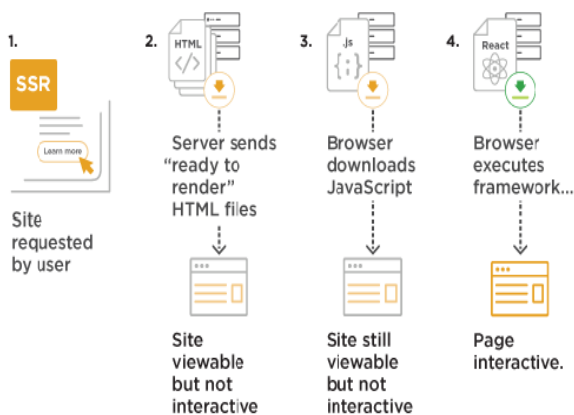 1.
SSR
Learn more
Site
requested
by user
2.
HTML
</>
Server sends
“ready to
render”
HTML files
Site
viewable
but not
interactive
3.
.js
{;}
Browser
downloads
JavaScript
Site still
viewable
but not
interactive
4.
React
Browser
executes
framework...
Page
interactive.